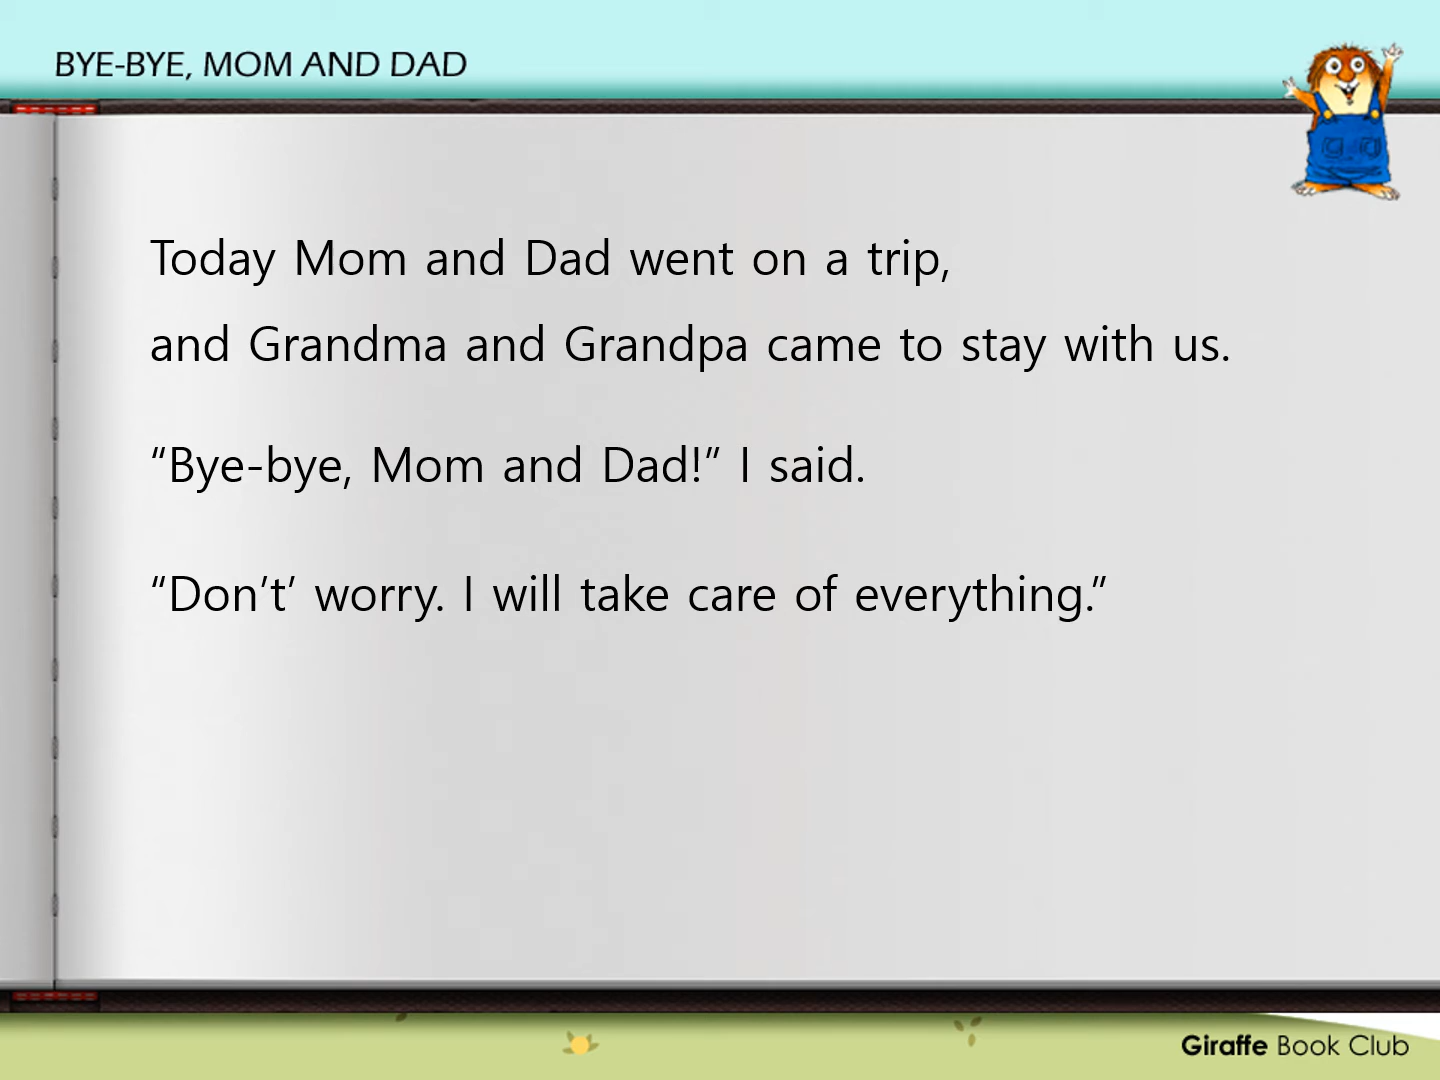 BYE-BYE, MOM AND DAD
Today Mom and Dad went on a trip,
and Grandma and Grandpa came to stay with us.
“Bye-bye, Mom and Dad!” I said.
“Don’t’ worry. I will take care of everything.”
Giraffe Book Club